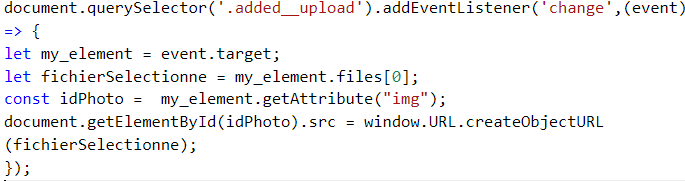 document.querySelector('.added__upload').addEventListener('change',(event)
=> {
let my_element = event.target;
let fichierSelectionne = my_element.files[0];
const idPhoto =  my_element.getAttribute("img");
document.getElementById(idPhoto).src = window.URL.createObjectURL
(fichierSelectionne);
});